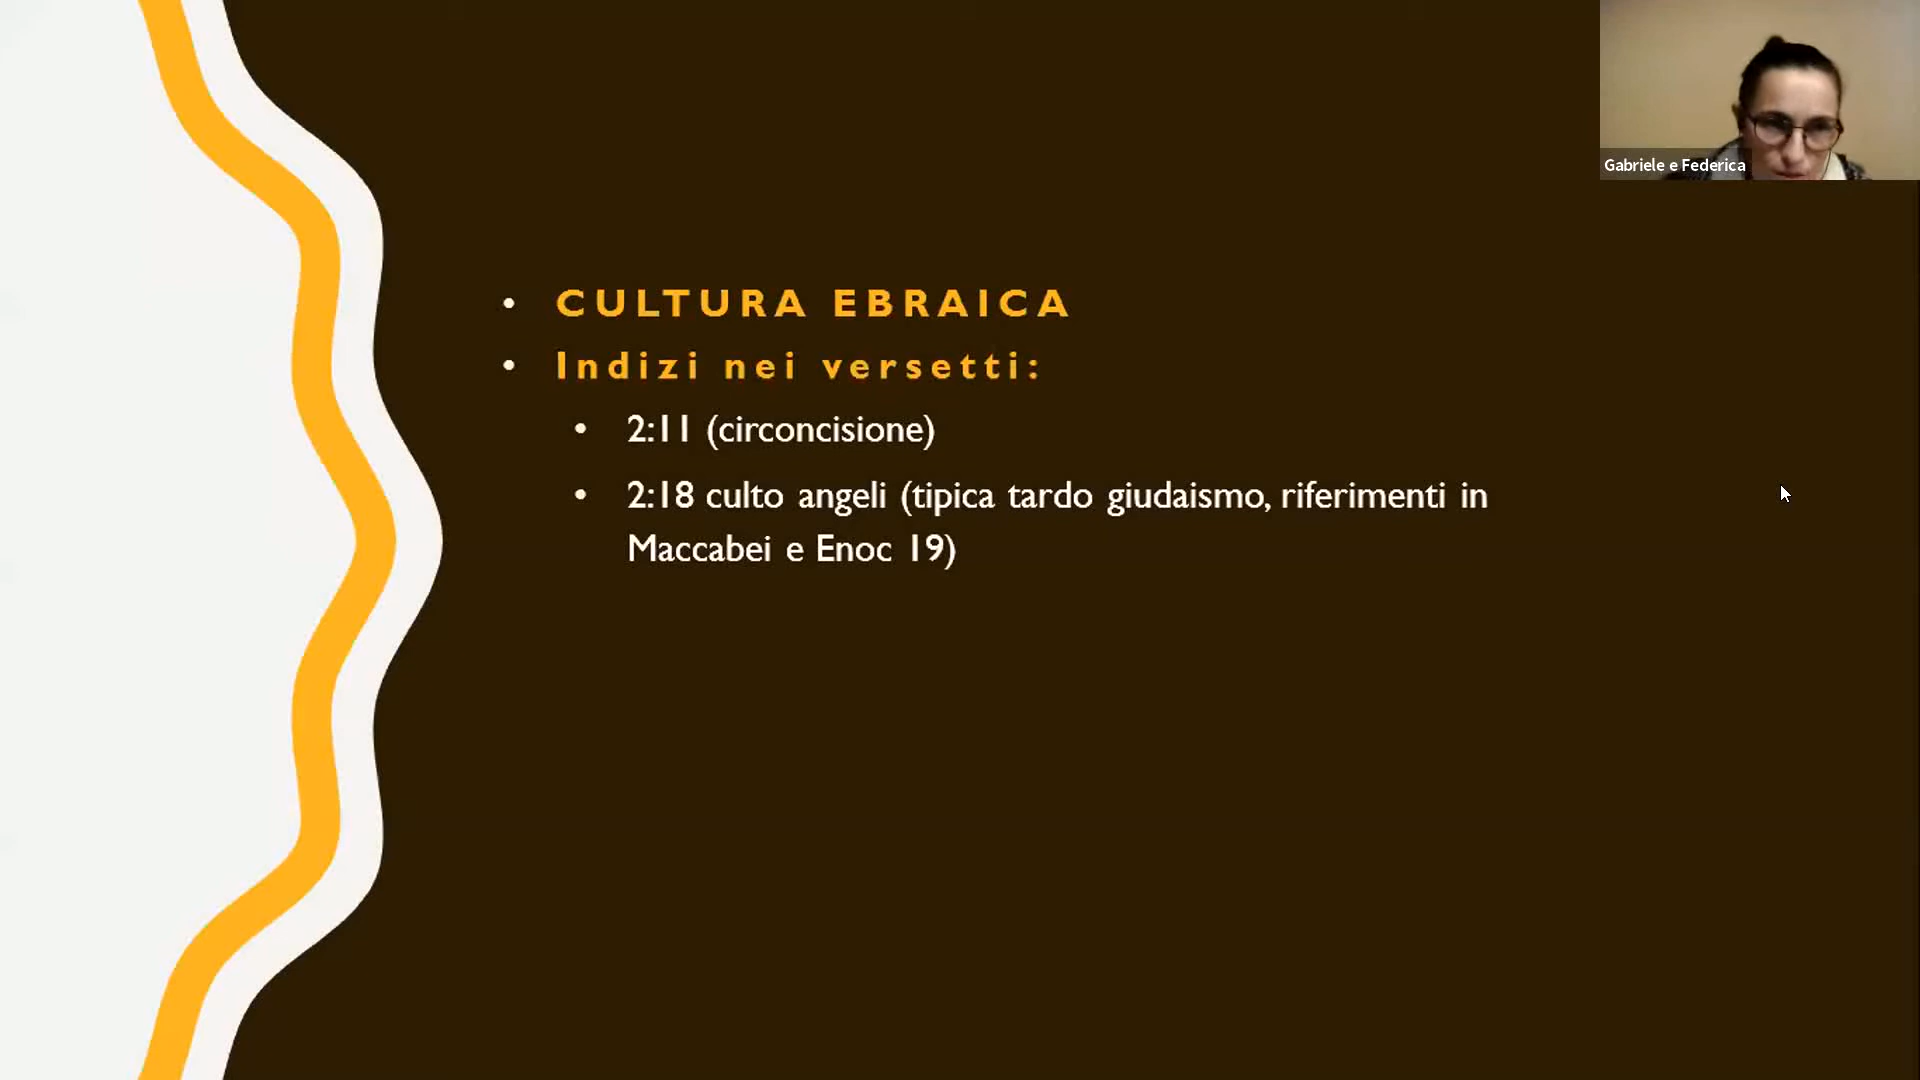 Gabriele e Federica
• CULTURA EBRAICA
• Indizi nei versetti:
• 2:11 (circoncisione)
• 2:18 culto angeli (tipica tardo giudaismo, riferimenti in
Maccabei e Enoc 19)